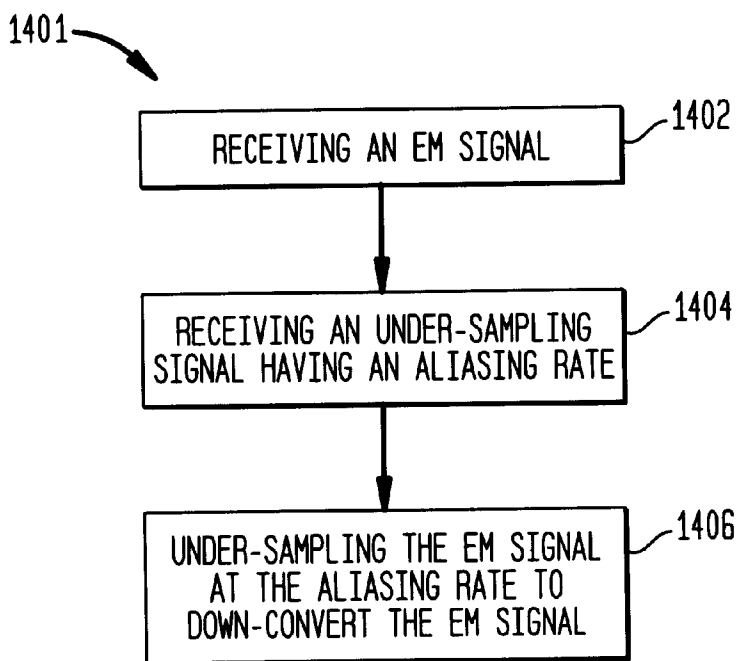 1401
1402
RECEIVING AN EM SIGNAL
1404
RECEIVING AN UNDER-SAMPLING
SIGNAL HAVING AN ALIASING RATE
1406
UNDER-SAMPLING THE EM SIGNAL
AT THE ALIASING RATE TO
DOWN-CONVERT THE EM SIGNAL